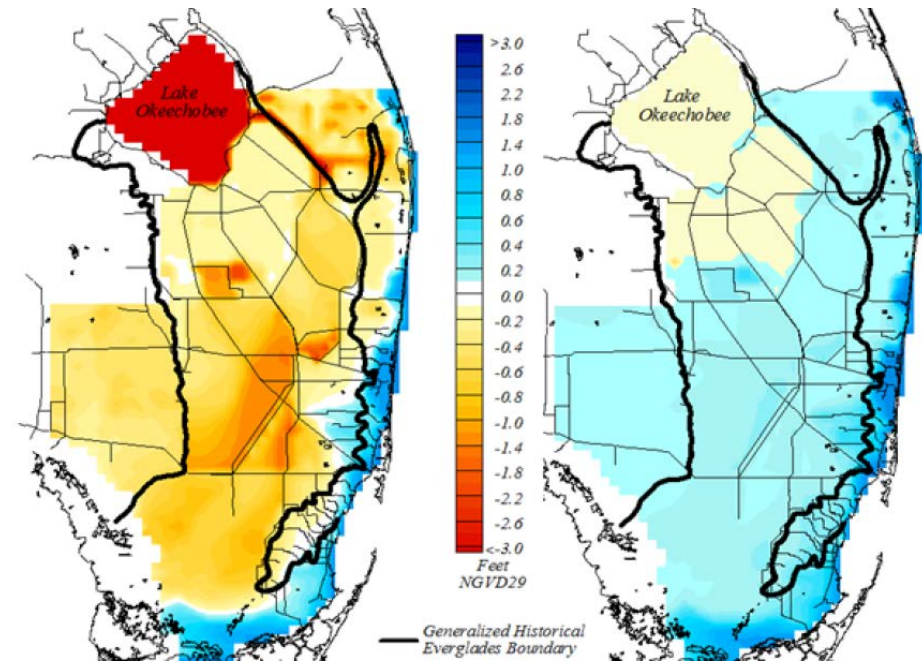 Lake
Okeechobee
>3.0
2.6
2.2
1.8
1.4
1.0
0.8
0.6
0.4
0.2
0.0
-0.2
-0.4
-0.6
-0.8
-1.0
-1.4
-1.8
-2.2
-2.6
<-3.0
Feet
NGVD29
Lake
Okeechobee
Generalized Historical
Everglades Boundary